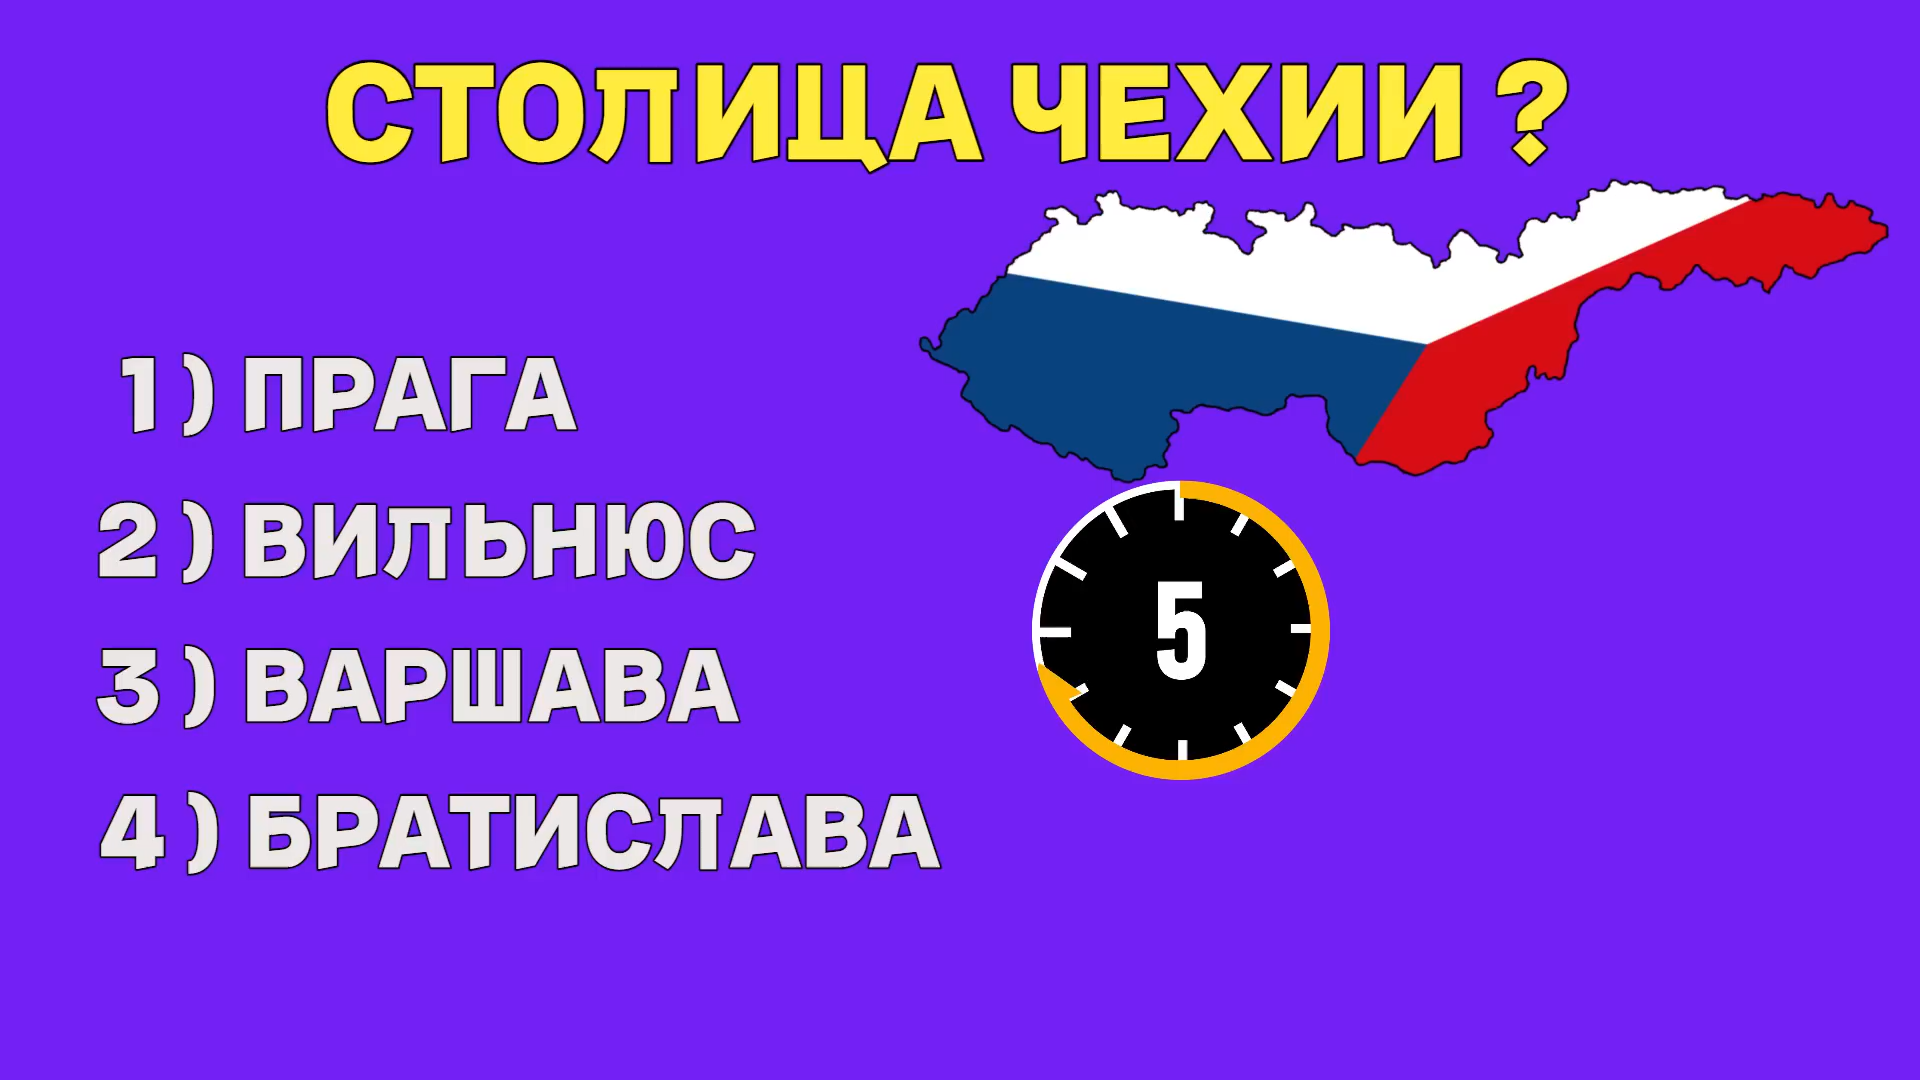 СТОЛИЦА ЧЕХИИ ?
1 ) ПРАГА
2 ) ВИЛЬНЮС
3 ) ВАРШАВА
4 ) БРАТИСЛАВА
5